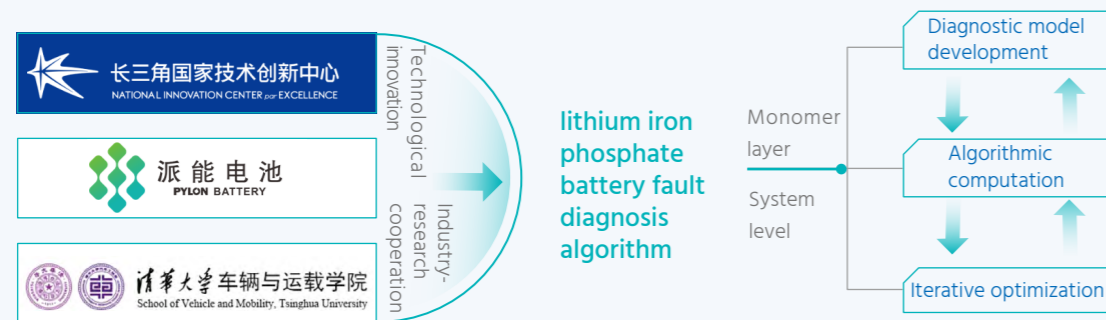 长三角国家技术创新中心
NATIONAL INNOVATION CENTER par EXCELLENCE
派能电池
PYLON BATTERY
清华大学车辆与运载学院
School of Vehicle and Mobility, Tsinghua University
Technological
innovation
Industry-
research
cooperation
lithium iron
phosphate
battery fault
diagnosis
algorithm
Monomer
layer
System
level
Diagnostic model
development
Algorithmic
computation
Iterative optimization